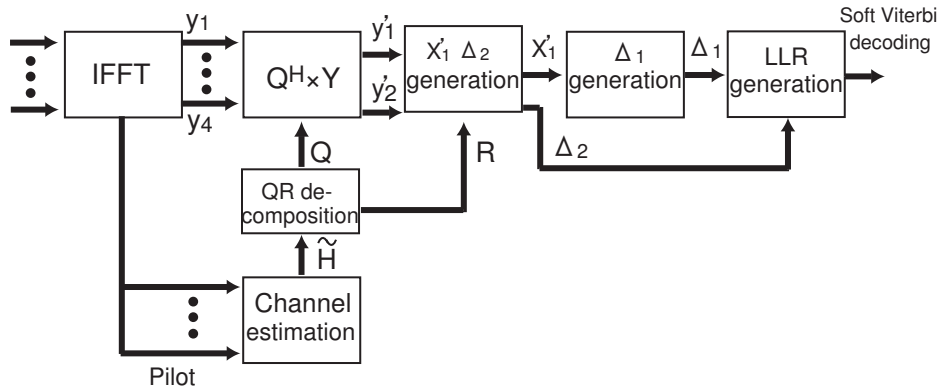 Soft Viterbi
decoding
y1
IFFT
y4
Q^H×Y
y'1
y'2
X'1 Δ2
generation
X'1
Δ1
generation
Δ1
LLR
generation
Q
R
Δ2
QR de-
composition
H̃
Channel
estimation
Pilot